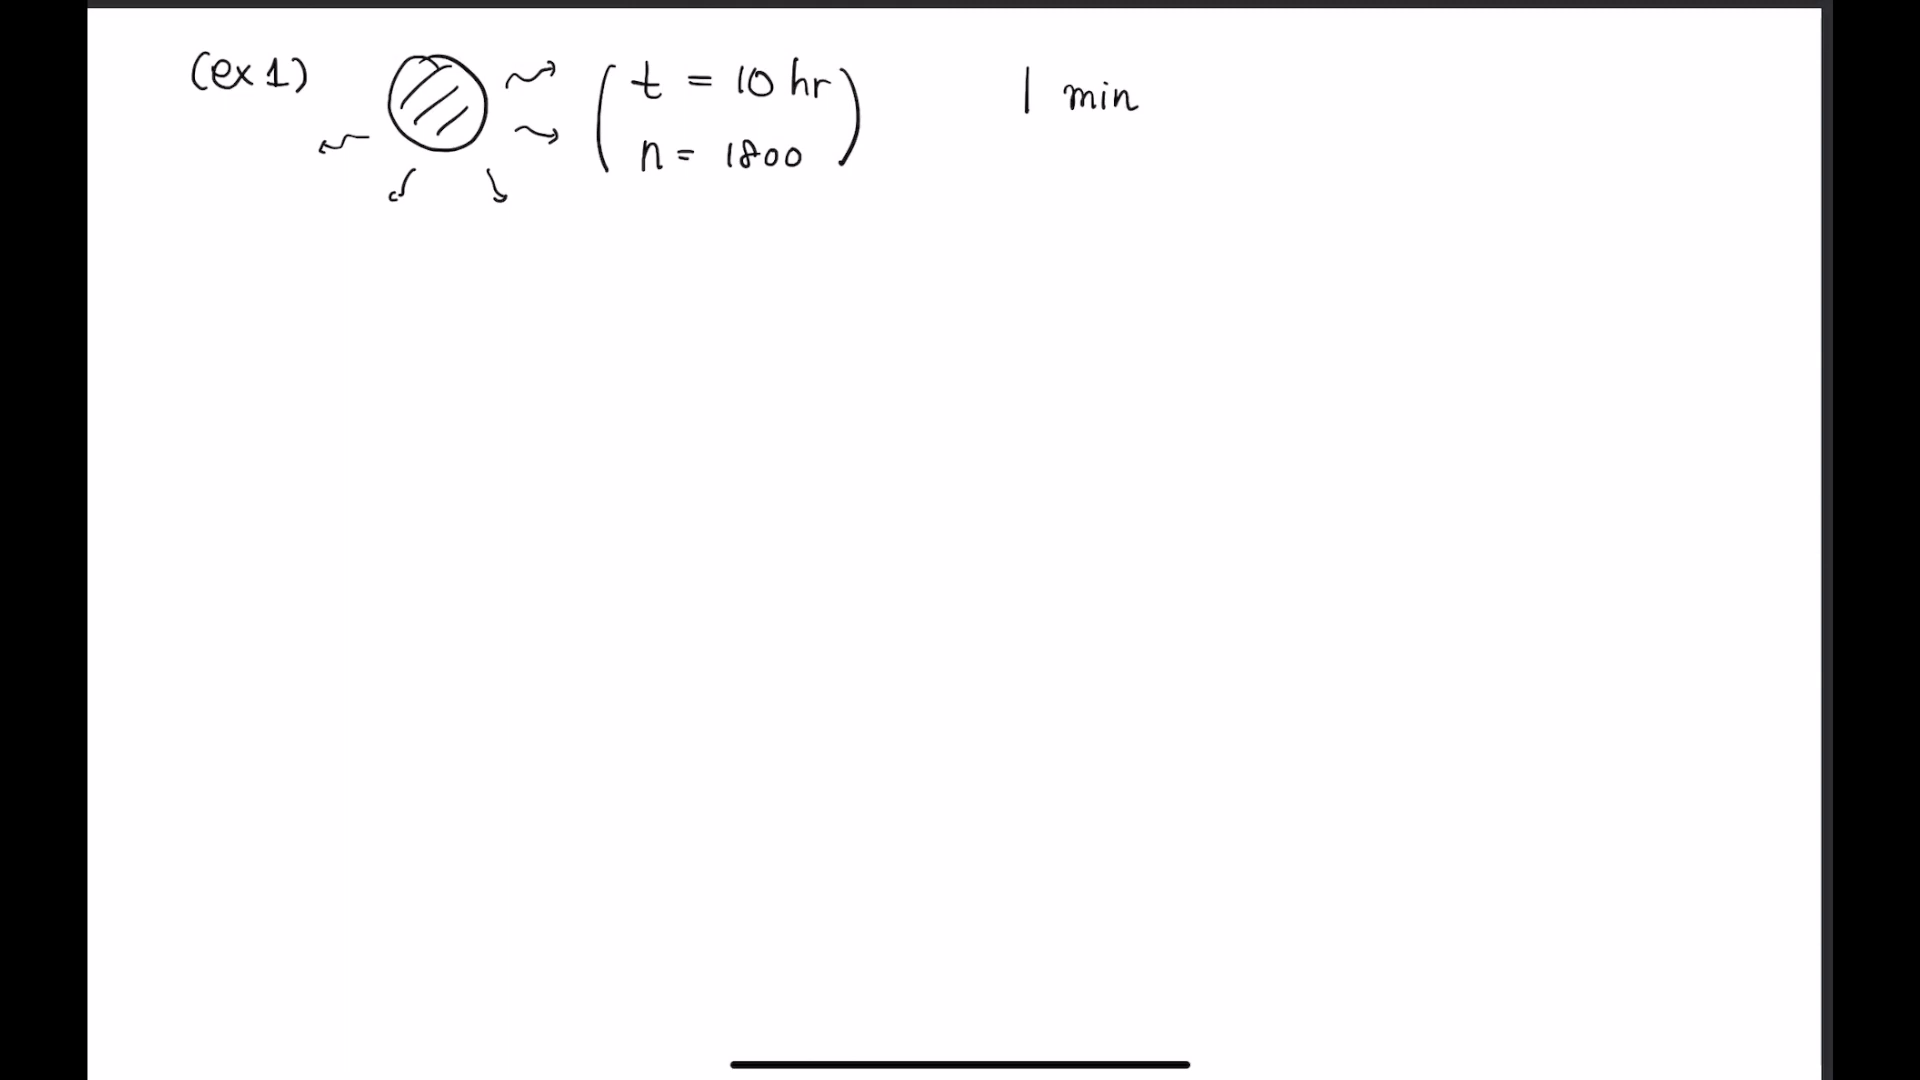 (ex 1)
t = 10 hr
n = 1800
1 min